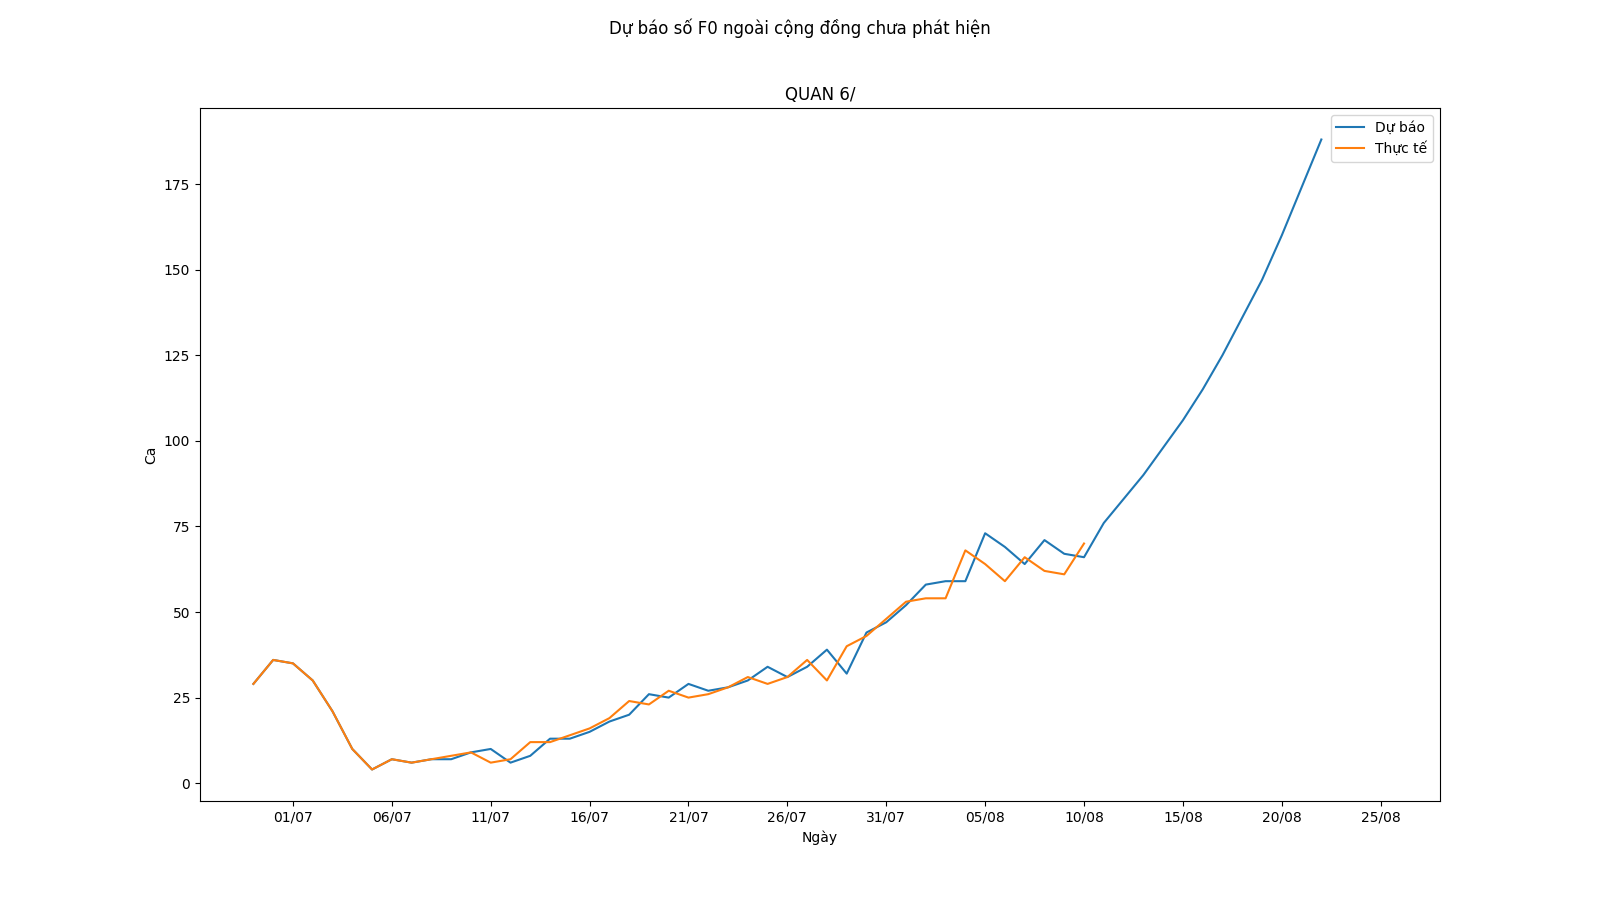 Dự báo số F0 ngoài cộng đồng chưa phát hiện
QUAN 6/
Dự báo
Thực tế
175
150
125
100
75
50
25
0
Ca
01/07 06/07 11/07 16/07 21/07 26/07 31/07 05/08 10/08 15/08 20/08 25/08
Ngày